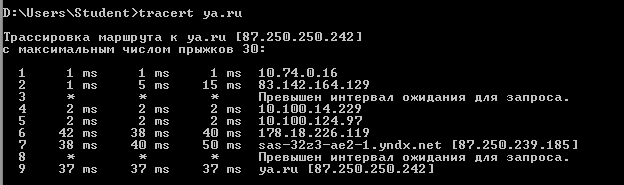 D:\Users\Student>tracert ya.ru
Трассировка маршрута к ya.ru [87.250.250.242]
с максимальным числом прыжков 30:
1 1 ms 1 ms 1 ms 10.74.0.16
2 1 ms 5 ms 15 ms 83.142.164.129
3 * * * Превышен интервал ожидания для запроса.
4 2 ms 2 ms 2 ms 10.100.14.229
5 2 ms 2 ms 2 ms 10.100.124.97
6 42 ms 38 ms 40 ms 178.18.226.119
7 38 ms 40 ms 50 ms sas-32z3-ae2-1.yndx.net [87.250.239.185]
8 * * * Превышен интервал ожидания для запроса.
9 37 ms 37 ms 37 ms ya.ru [87.250.250.242]